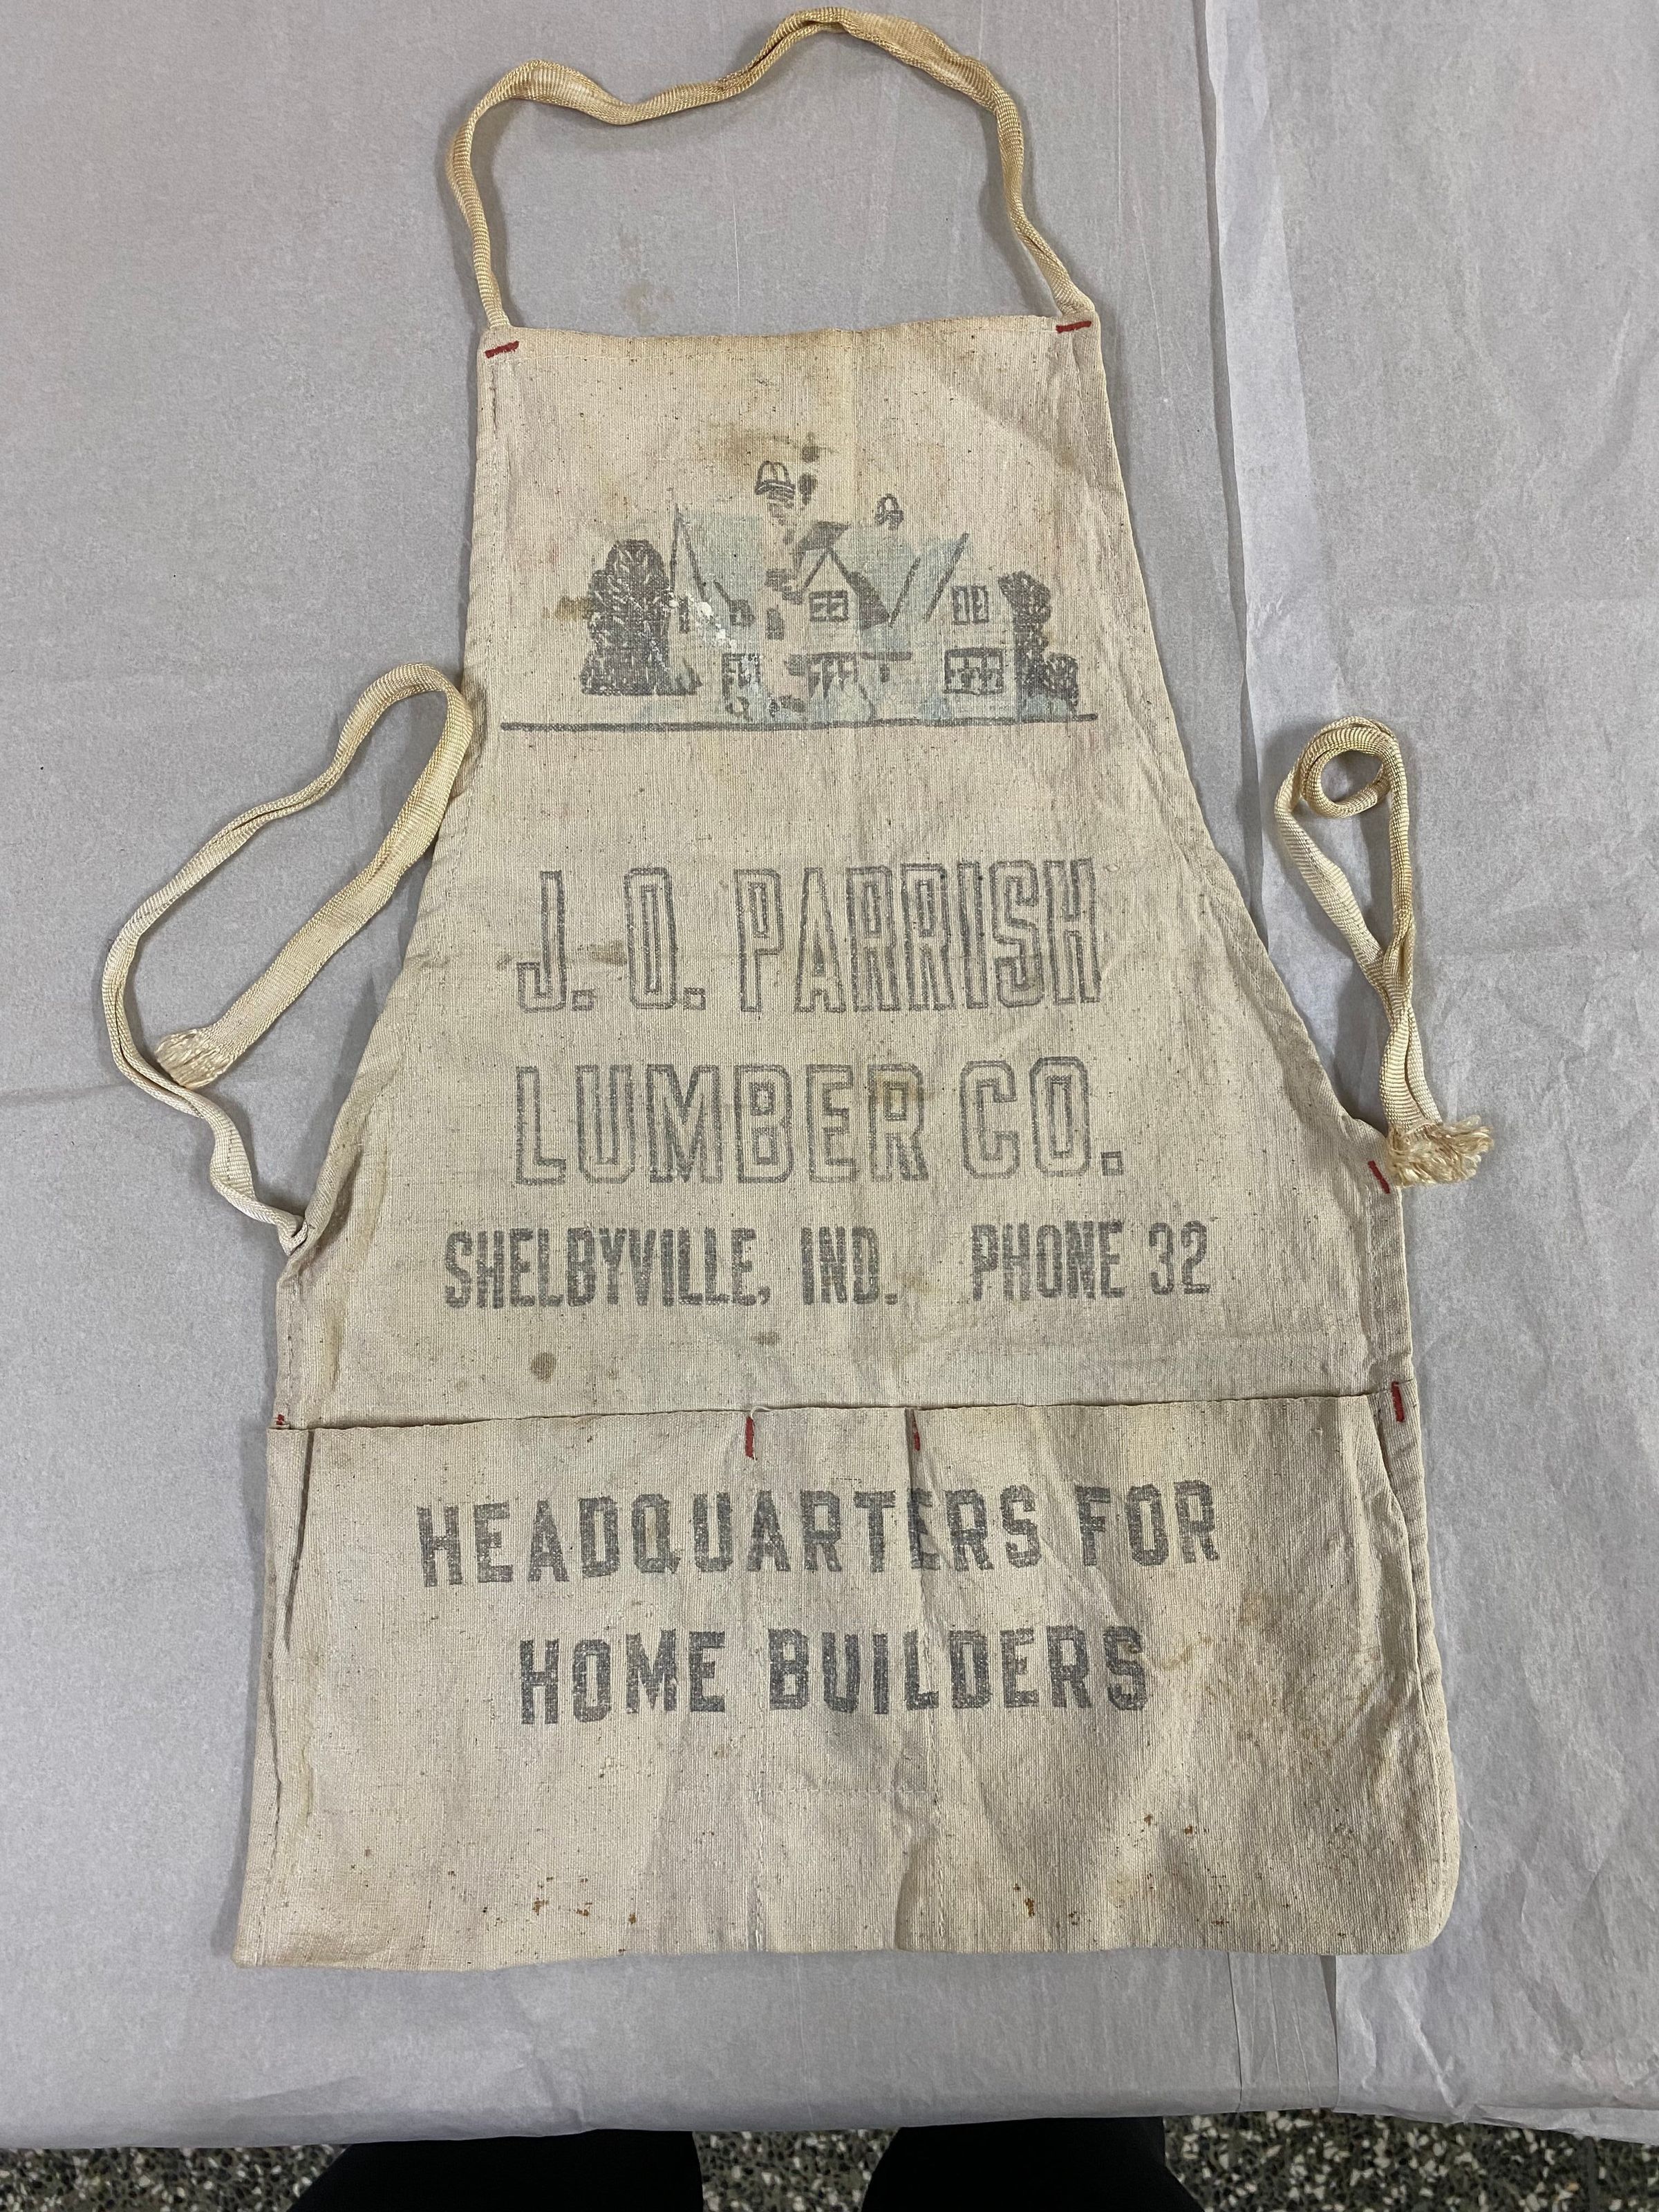 J. O. PARRISH
LUMBER CO.
SHELBYVILLE, IND. PHONE 32
HEADQUARTERS FOR
HOME BUILDERS